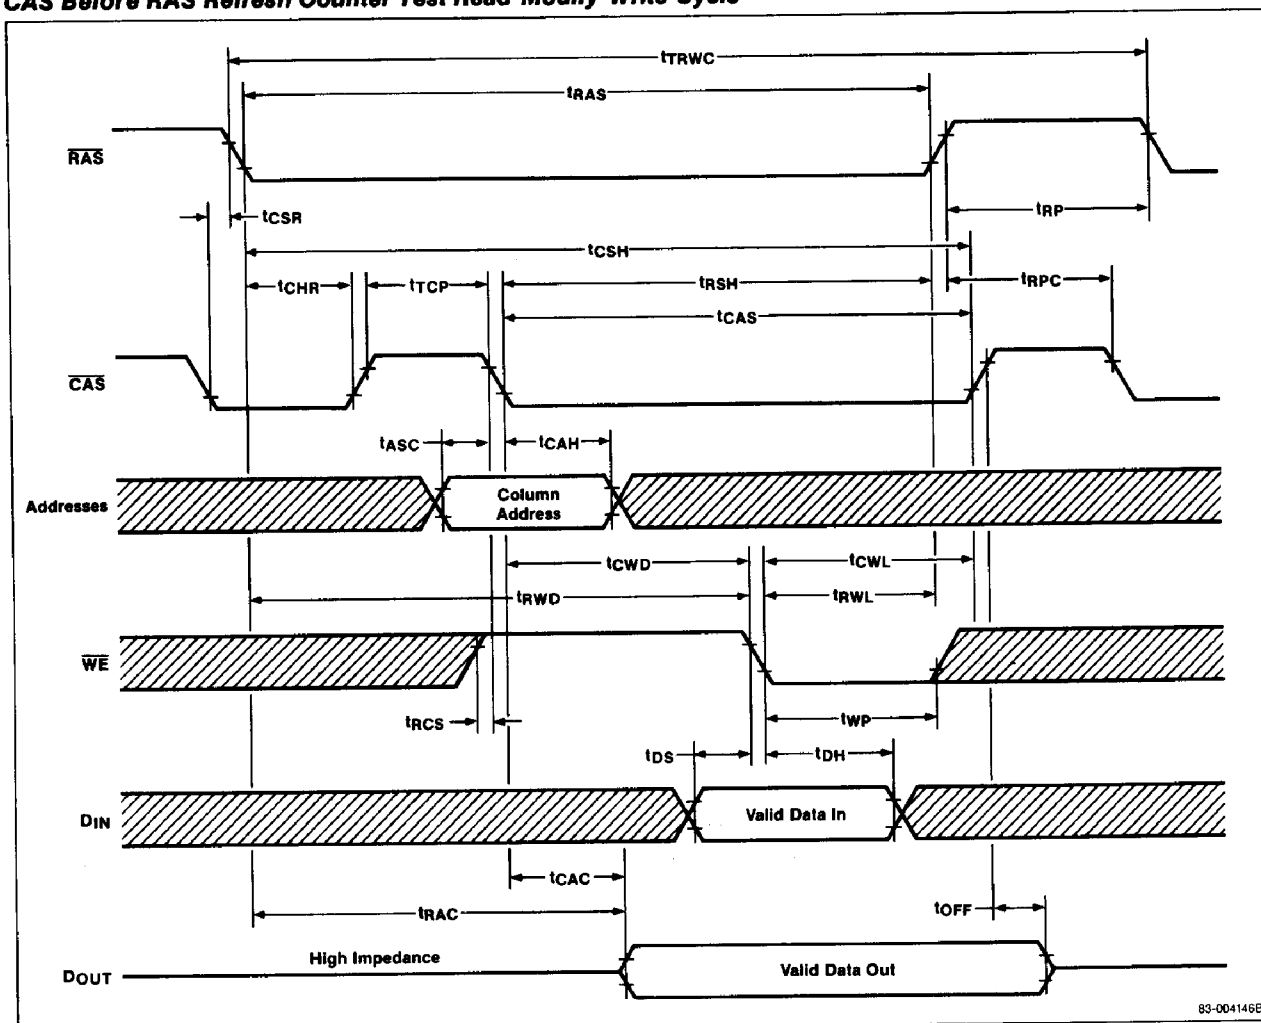 CAS Before RAS Refresh Counter Test Read-Modify-Write Cycle
tTRWC
tRAS
RAS
tCSR
tRP
tCSH
tCHR
tTCP
tRSH
tRPC
tCAS
CAS
tASC
tCAH
Addresses
Column
Address
tCWD
tCWL
tRWD
tRWL
WE
tRCS
tWP
tDS
tDH
DIN
Valid Data In
tCAC
tRAC
tOFF
High Impedance
DOUT
Valid Data Out
83-004146B